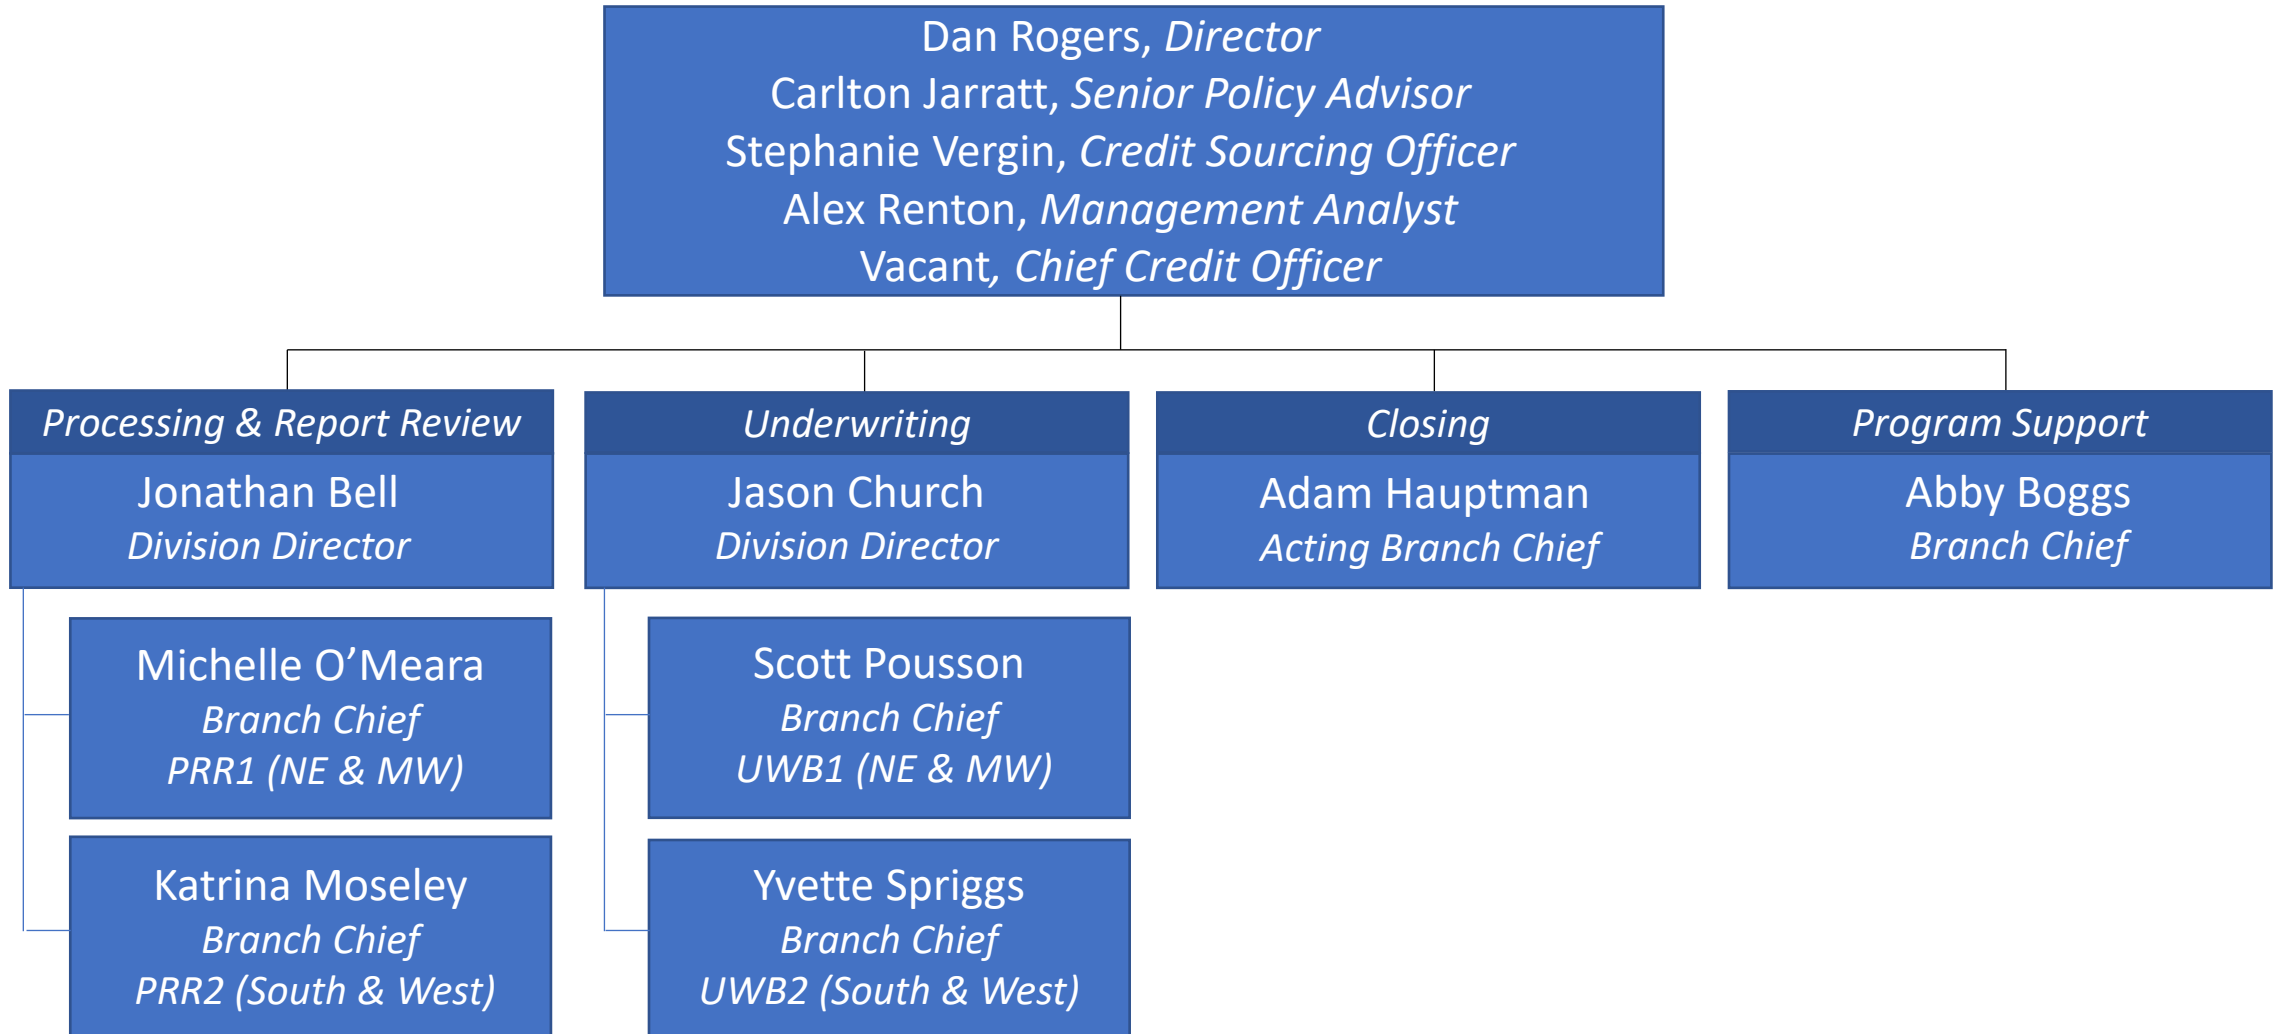 Dan Rogers, Director
Carlton Jarratt, Senior Policy Advisor
Stephanie Vergin, Credit Sourcing Officer
Alex Renton, Management Analyst
Vacant, Chief Credit Officer
Processing & Report Review
Jonathan Bell
Division Director
Michelle O’Meara
Branch Chief
PRR1 (NE & MW)
Katrina Moseley
Branch Chief
PRR2 (South & West)
Underwriting
Jason Church
Division Director
Scott Pousson
Branch Chief
UWB1 (NE & MW)
Yvette Spriggs
Branch Chief
UWB2 (South & West)
Closing
Adam Hauptman
Acting Branch Chief
Program Support
Abby Boggs
Branch Chief